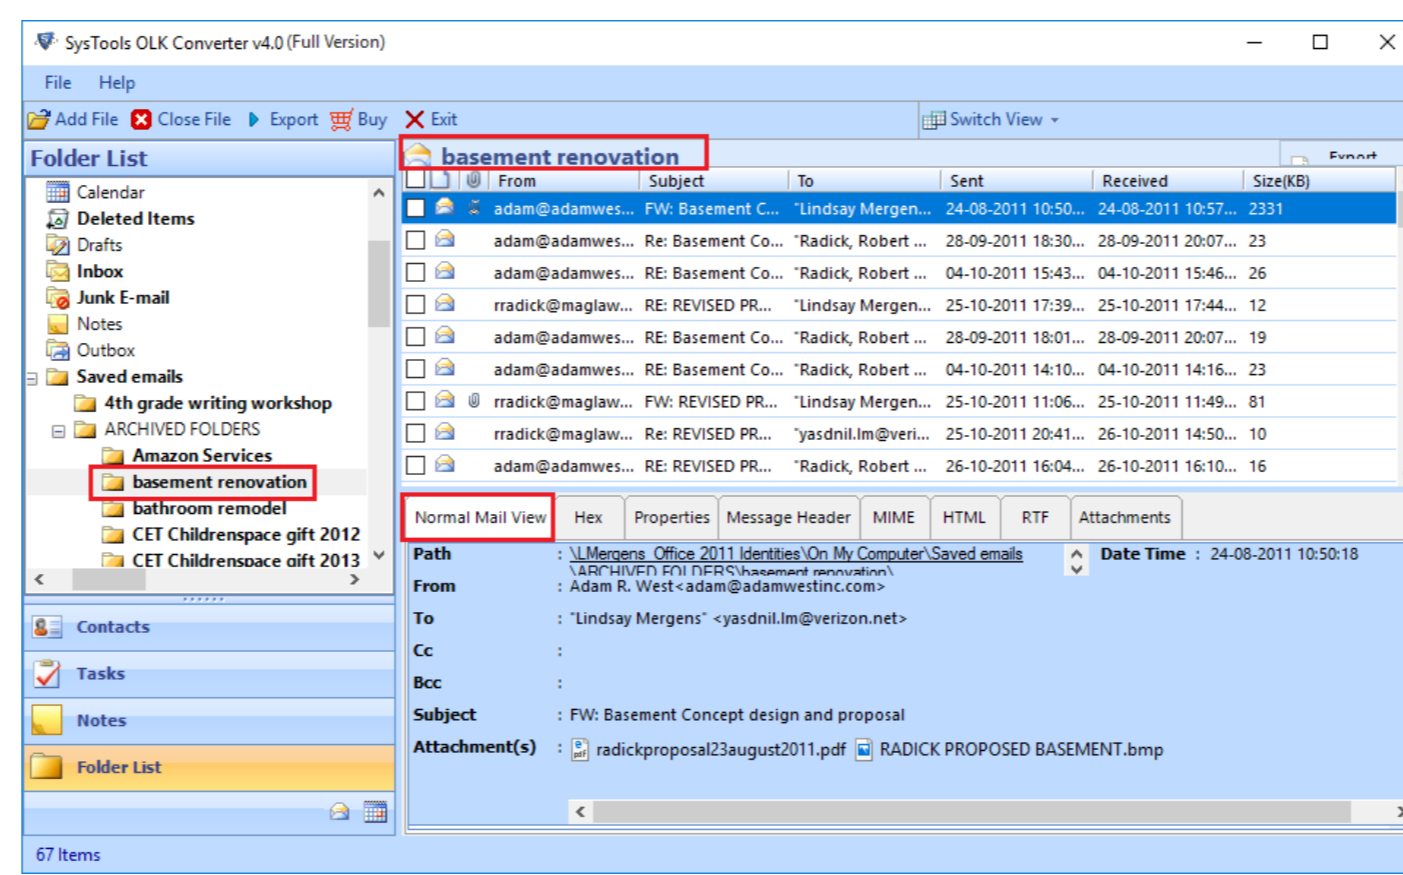 SysTools OLK Converter v4.0 (Full Version)
File Help
Add File Close File Export Buy Exit Switch View
Folder List
Calendar
Deleted Items
Drafts
Inbox
Junk E-mail
Notes
Outbox
Saved emails
4th grade writing workshop
ARCHIVED FOLDERS
Amazon Services
basement renovation
bathroom remodel
CET Childrenspace gift 2012
CET Childrenspace gift 2013
Contacts
Tasks
Notes
Folder List
67 Items
basement renovation
Export
From Subject To Sent Received Size(KB)
adam@adamwes... FW: Basement C... "Lindsay Mergen... 24-08-2011 10:50... 24-08-2011 10:57... 2331
adam@adamwes... Re: Basement Co... "Radick, Robert ... 28-09-2011 18:30... 28-09-2011 20:07... 23
adam@adamwes... RE: Basement Co... "Radick, Robert ... 04-10-2011 15:43... 04-10-2011 15:46... 26
rradick@maglaw... RE: REVISED PR... "Lindsay Mergen... 25-10-2011 17:39... 25-10-2011 17:44... 12
adam@adamwes... Re: Basement Co... "Radick, Robert ... 28-09-2011 18:01... 28-09-2011 20:07... 19
adam@adamwes... RE: Basement Co... "Radick, Robert ... 04-10-2011 14:10... 04-10-2011 14:16... 23
rradick@maglaw... FW: REVISED PR... "Lindsay Mergen... 25-10-2011 11:06... 25-10-2011 11:49... 81
rradick@maglaw... Re: REVISED PR... "yasdnil.lm@veri... 25-10-2011 20:41... 26-10-2011 14:50... 10
adam@adamwes... RE: REVISED PR... "Radick, Robert ... 26-10-2011 16:04... 26-10-2011 16:10... 16
Normal Mail View Hex Properties Message Header MIME HTML RTF Attachments
Path : \LMergens Office 2011 Identities\On My Computer\Saved emails Date Time : 24-08-2011 10:50:18
\ARCHIVED FOLDERS\basement renovation\
From : Adam R. West<adam@adamwestinc.com>
To : "Lindsay Mergens" <yasdnil.lm@verizon.net>
Cc :
Bcc :
Subject : FW: Basement Concept design and proposal
Attachment(s) : radickproposal23august2011.pdf RADICK PROPOSED BASEMENT.bmp